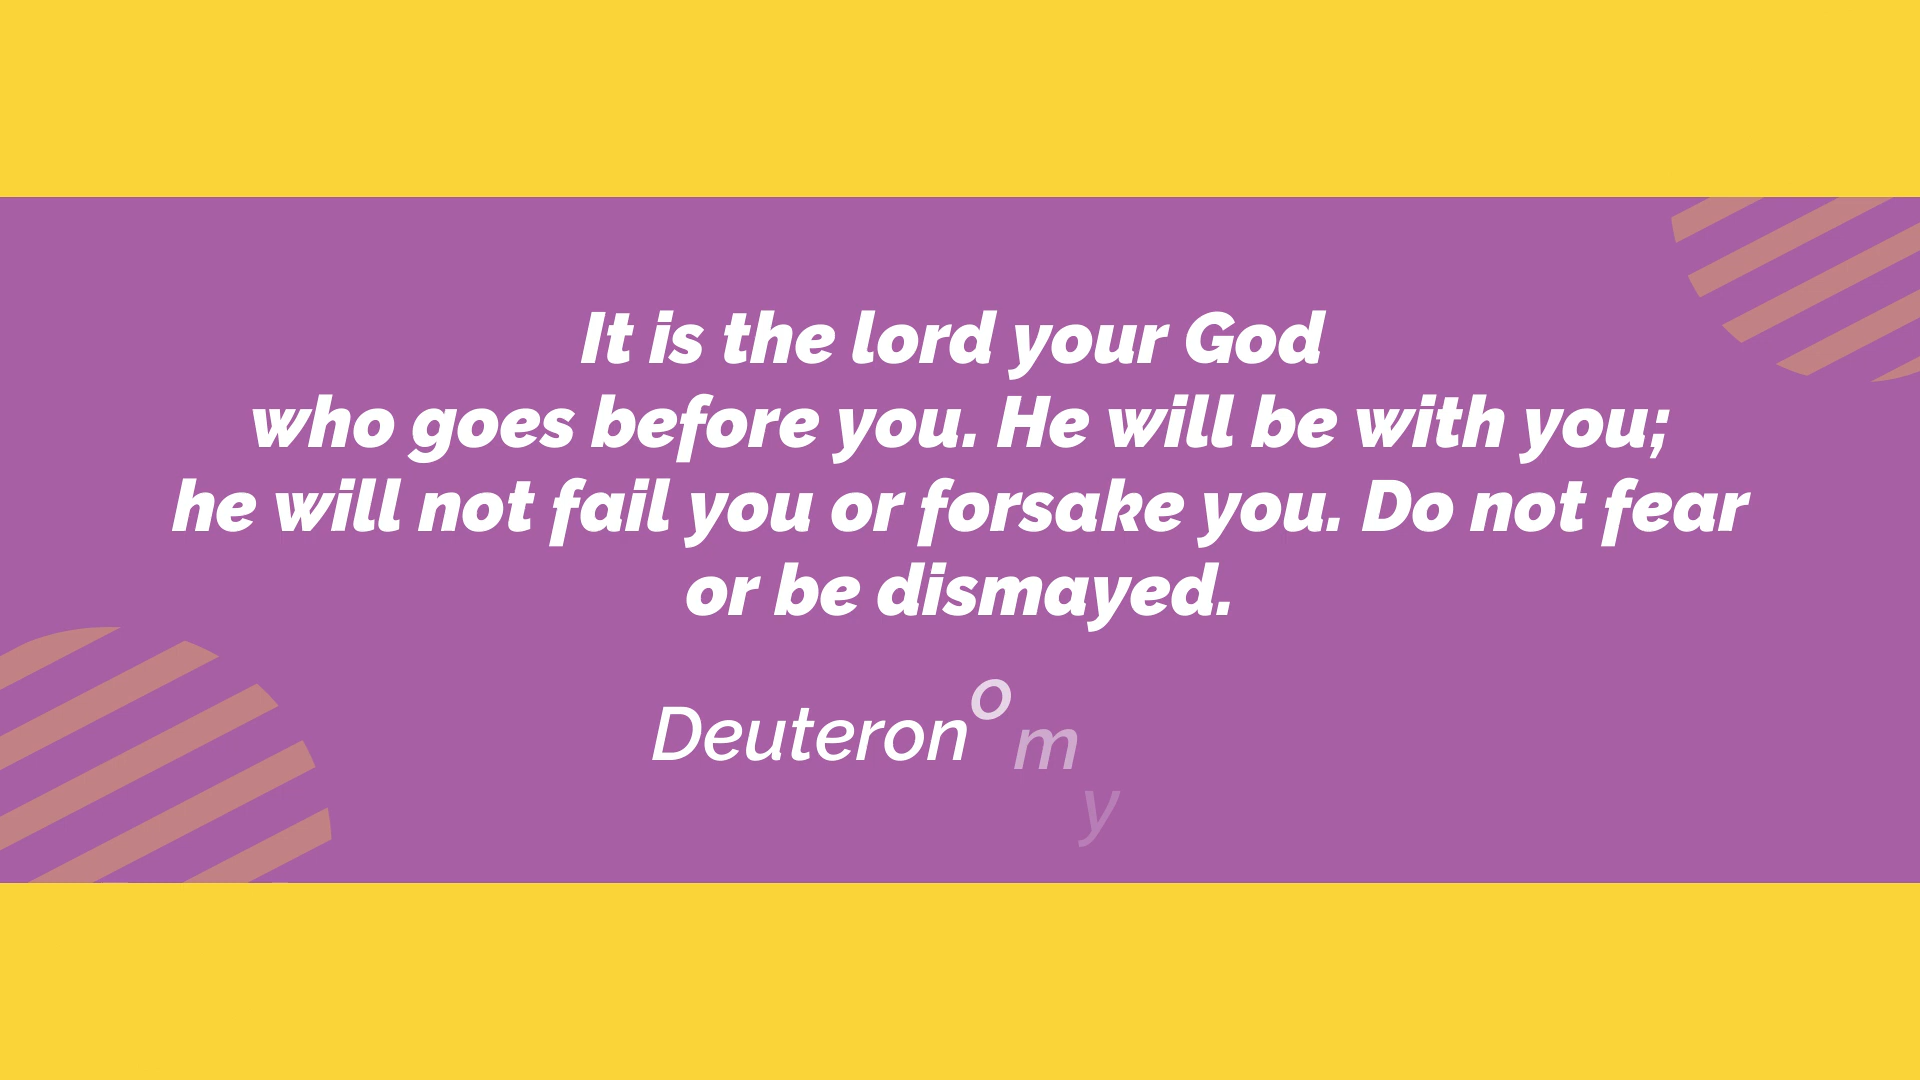 It is the lord your God
who goes before you. He will be with you;
he will not fail you or forsake you. Do not fear
or be dismayed.
Deuteronomy